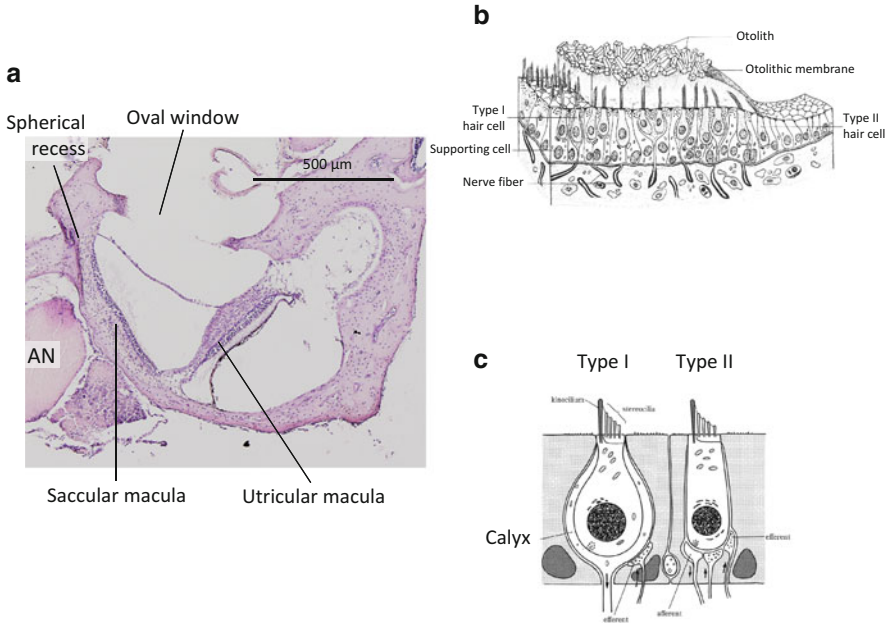 a
Spherical
recess
Oval window
500 µm
AN
Saccular macula
Utricular macula
b
Otolith
Otolithic membrane
Type I
hair cell
Type II
hair cell
Supporting cell
Nerve fiber
c
Type I
Type II
kinocilium
stereocilia
Calyx
efferent
efferent
afferent